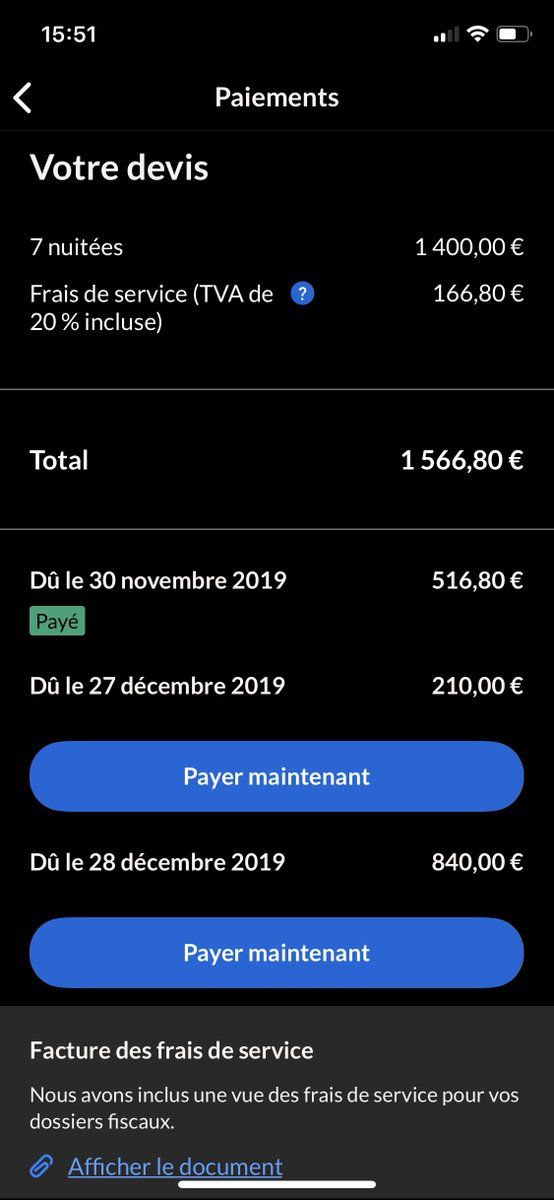 15:51
Paiements
Votre devis
7 nuitées 1 400,00 €
Frais de service (TVA de 20 % incluse) ? 166,80 €
Total 1 566,80 €
Dû le 30 novembre 2019 516,80 €
Payé
Dû le 27 décembre 2019 210,00 €
Payer maintenant
Dû le 28 décembre 2019 840,00 €
Payer maintenant
Facture des frais de service
Nous avons inclus une vue des frais de service pour vos
dossiers fiscaux.
Afficher le document